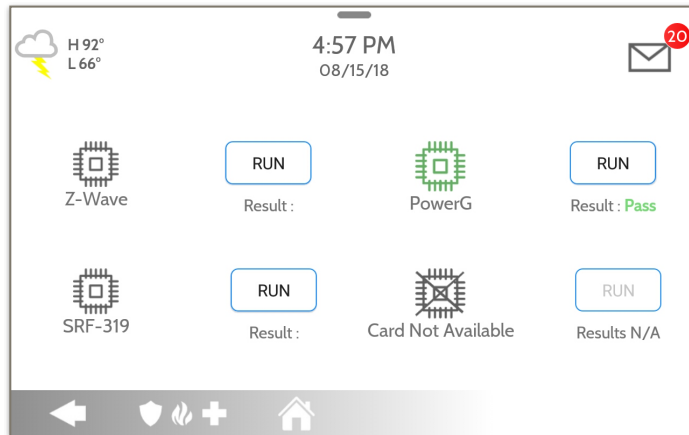 H 92°
L 66°
4:57 PM
08/15/18
20
Z-Wave
RUN
Result :
PowerG
RUN
Result : Pass
SRF-319
RUN
Result :
Card Not Available
RUN
Results N/A